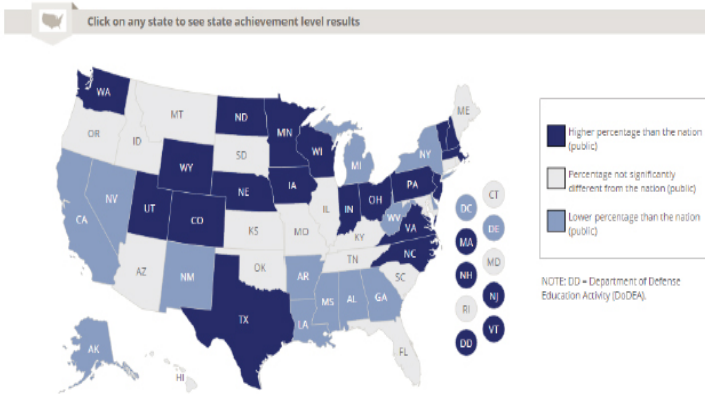 Click on any state to see state achievement level results
WA
MT
ND
MN
ME
OR
ID
SD
WI
MI
NY
WY
NE
IA
PA
NV
UT
CO
IL
IN
OH
WV
VA
CA
KS
MO
KY
NC
AZ
NM
OK
TN
AR
SC
MS
AL
GA
TX
LA
FL
AK
HI
CT
DC
DE
MA
MD
NH
NJ
RI
VT
DD
Higher percentage than the nation
(public)
Percentage not significantly
different from the nation (public)
Lower percentage than the nation
(public)
NOTE: DD = Department of Defense
Education Activity (DoDEA).